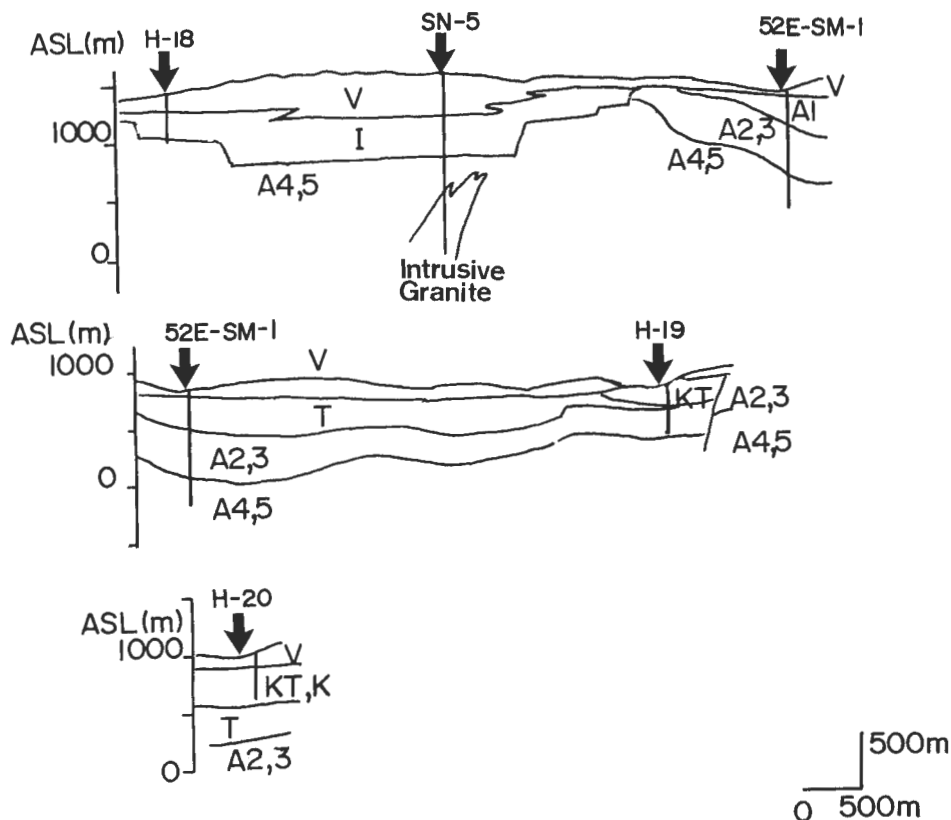 ASL(m)
H-18
SN-5
52E-SM-1
V
V
A1
1000
I
A2,3
A4,5
A4,5
0
Intrusive
Granite
ASL(m)
52E-SM-1
H-19
1000
V
KT
A2,3
T
A4,5
A2,3
0
A4,5
H-20
ASL(m)
1000
V
KT,K
T
A2,3
0
500m
0 500m